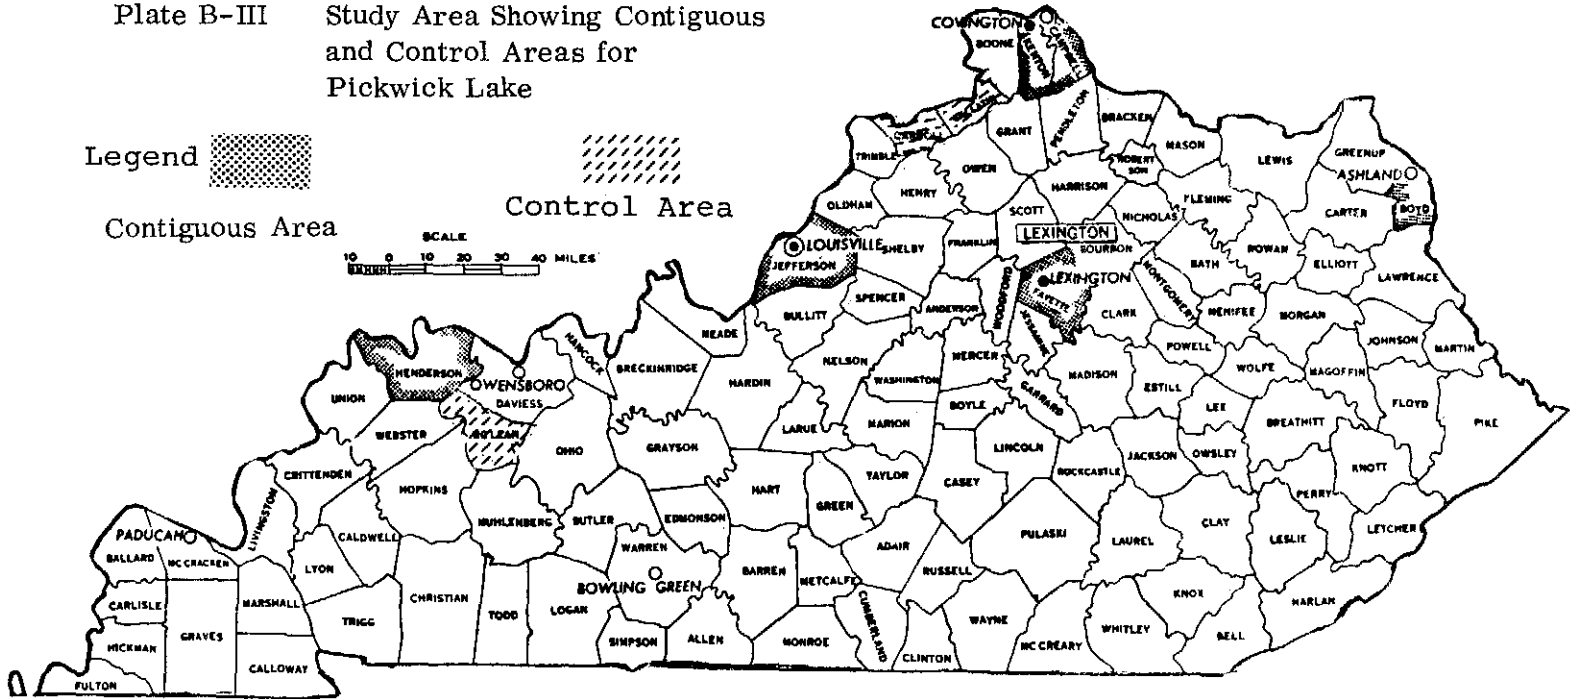 Plate B-III Study Area Showing Contiguous
and Control Areas for
Pickwick Lake
Legend
Contiguous Area
Control Area
SCALE
10 0 10 20 30 40 MILES
COVINGTON
BOONE
KENTON
CAMPBELL
GRANT
PENDLETON
BRACKEN
MASON
LEWIS
GREENUP
ASHLAND
TRIMBLE
OWEN
ROBERT
SON
HENRY
HARRISON
FLEMING
CARTER
BOYD
OLDHAM
SCOTT
NICHOLAS
LEXINGTON
LOUISVILLE
SHELBY
FRANKLIN
BOURBON
ROWAN
JEFFERSON
BATH
ELLIOTT
LAWRENCE
LEXINGTON
MONTGOMERY
WOODFORD
FAYETTE
SPENCER
ANDERSON
CLARK
MENIFEE
MORGAN
BULLITT
JESSAMINE
MEADE
HANCOCK
NELSON
MERCER
POWELL
JOHNSON
MARTIN
HENDERSON
BRECKINRIDGE
HARDIN
WASHINGTON
MADISON
WOLFE
MAGOFFIN
OWENSBORO
DAVIESS
ESTILL
UNION
GARRARD
BOYLE
LEE
FLOYD
PIKE
WEBSTER
MCLEAN
LARUE
MARION
BREATHITT
OHIO
GRAYSON
LINCOLN
JACKSON
OWSLEY
CRITTENDEN
TAYLOR
ROCKCASTLE
KNOTT
HOPKINS
HART
GREEN
CASEY
PERRY
LIVINGSTON
MUHLENBERG
BUTLER
EDMONSON
CLAY
LETCHER
PADUCAH
CALDWELL
WARREN
ADAIR
PULASKI
LAUREL
LESLIE
BALLARD
MC CRACKEN
LYON
BARREN
METCALFE
RUSSELL
BOWLING GREEN
CARLISLE
MARSHALL
CHRISTIAN
TODD
LOGAN
KNOX
HARLAN
TRIGG
CUMBERLAND
WAYNE
WHITLEY
HICKMAN
GRAVES
SIMPSON
ALLEN
MONROE
MC CREARY
BELL
CALLOWAY
CLINTON
FULTON